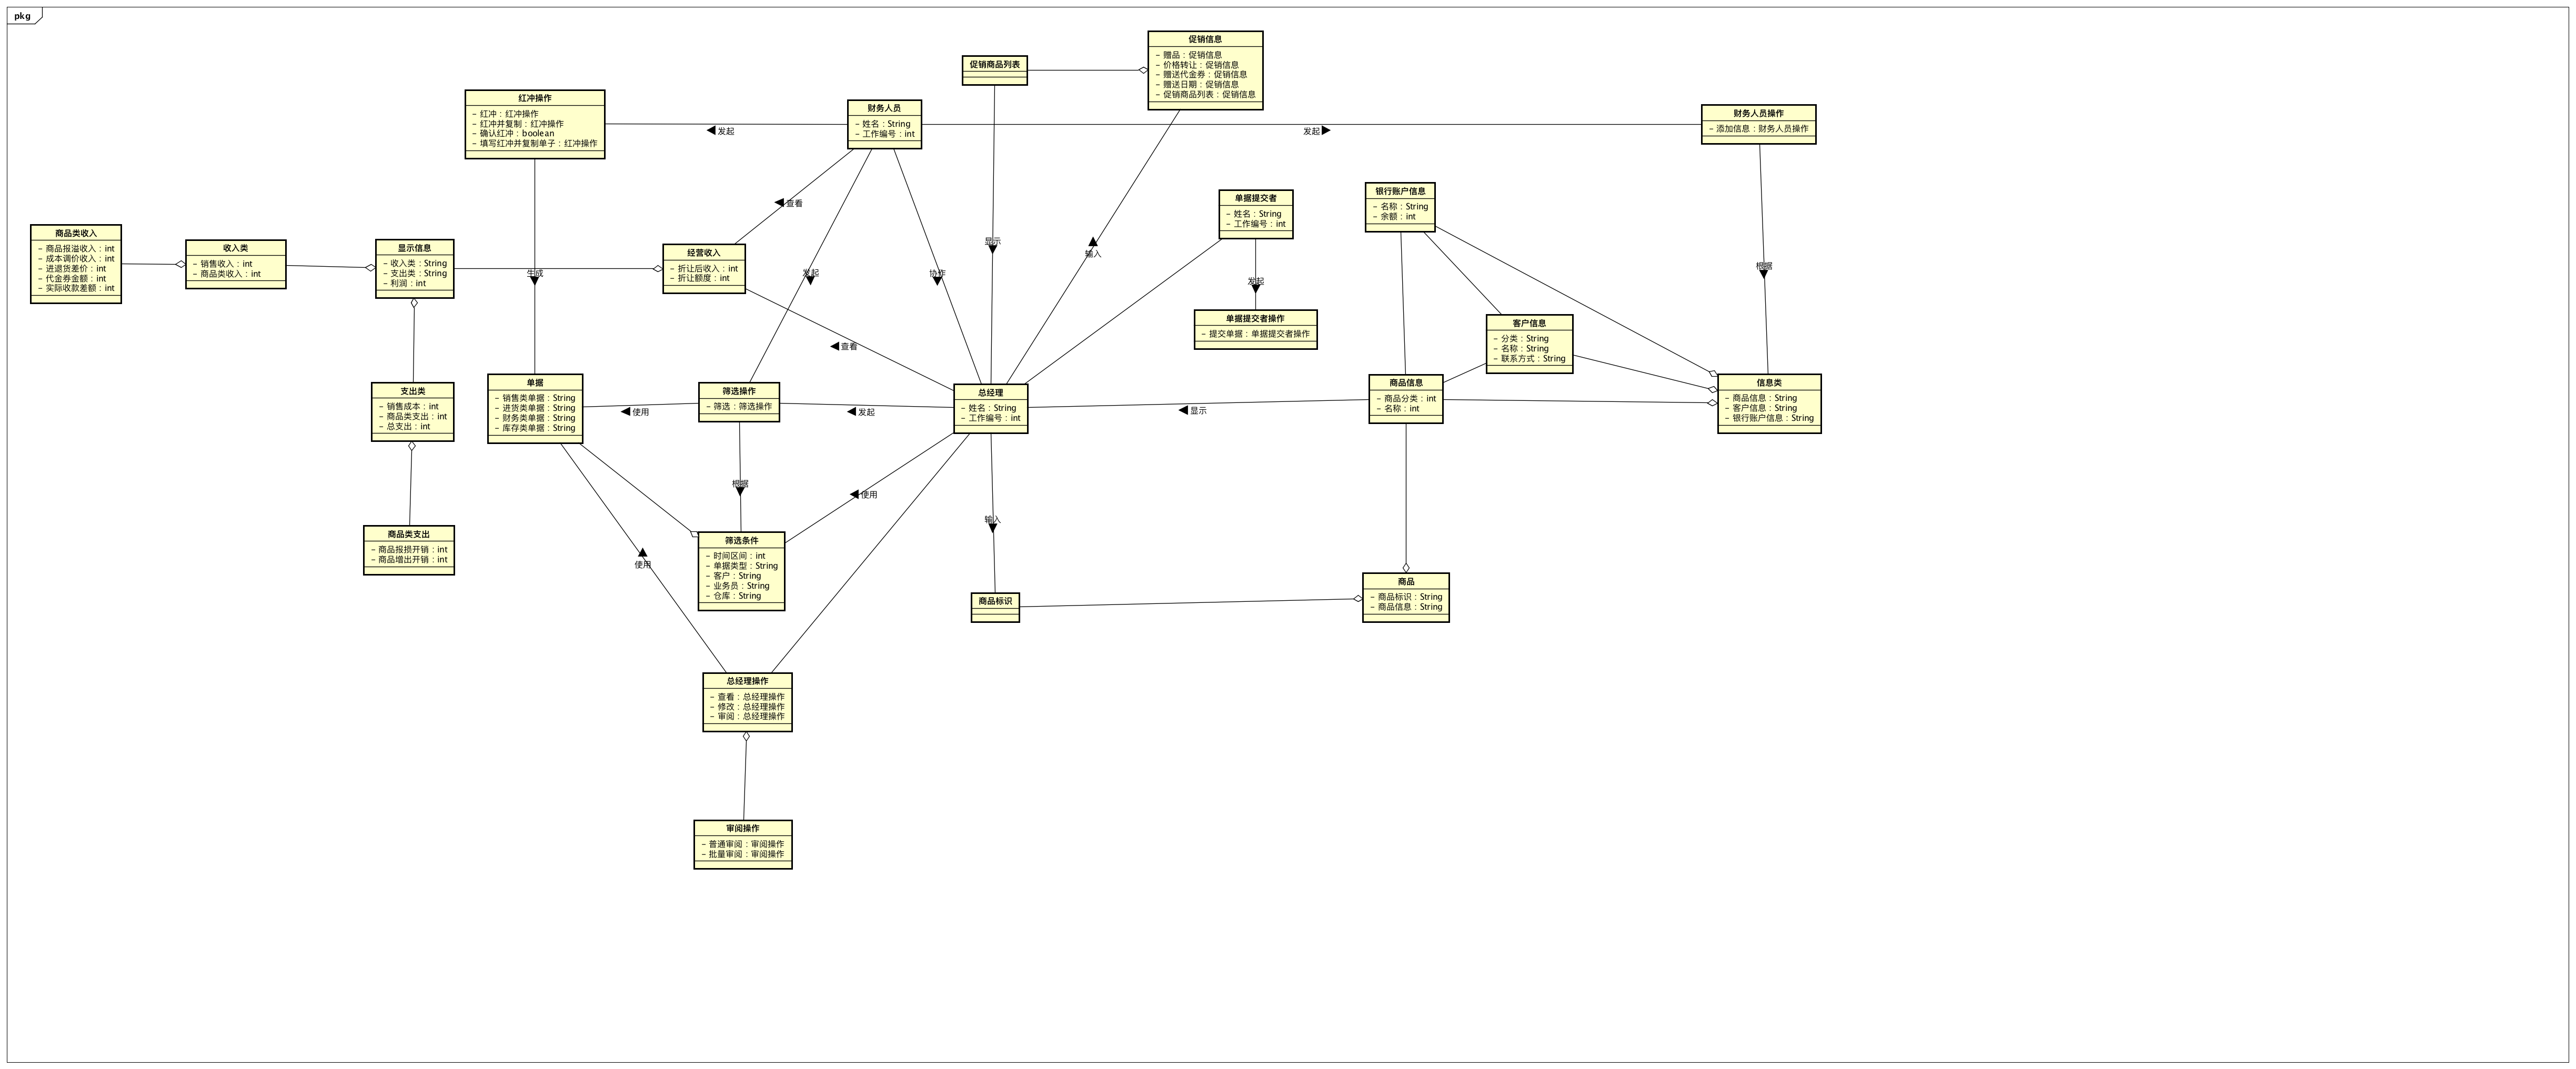 pkg
促销信息
- 赠品 : 促销信息
- 价格转让 : 促销信息
- 赠送代金券 : 促销信息
- 赠送日期 : 促销信息
- 促销商品列表 : 促销信息
促销商品列表
红冲操作
- 红冲 : 红冲操作
- 红冲并复制 : 红冲操作
- 确认红冲 : boolean
- 填写红冲并复制单子 : 红冲操作
发起
财务人员
- 姓名 : String
- 工作编号 : int
发起
财务人员操作
- 添加信息 : 财务人员操作
查看
单据提交者
- 姓名 : String
- 工作编号 : int
银行账户信息
- 名称 : String
- 余额 : int
商品类收入
- 商品报溢收入 : int
- 成本调价收入 : int
- 进退货差价 : int
- 代金券金额 : int
- 实际收款差额 : int
收入类
- 销售收入 : int
- 商品类收入 : int
显示信息
- 收入类 : String
- 支出类 : String
- 利润 : int
生成
经营收入
- 折让后收入 : int
- 折让额度 : int
发起
协作
显示
输入
发起
根据
单据提交者操作
- 提交单据 : 单据提交者操作
客户信息
- 分类 : String
- 名称 : String
- 联系方式 : String
查看
支出类
- 销售成本 : int
- 商品类支出 : int
- 总支出 : int
单据
- 销售类单据 : String
- 进货类单据 : String
- 财务类单据 : String
- 库存类单据 : String
使用
筛选操作
- 筛选 : 筛选操作
发起
总经理
- 姓名 : String
- 工作编号 : int
显示
商品信息
- 商品分类 : int
- 名称 : int
信息类
- 商品信息 : String
- 客户信息 : String
- 银行账户信息 : String
根据
使用
输入
商品类支出
- 商品报损开销 : int
- 商品增出开销 : int
使用
筛选条件
- 时间区间 : int
- 单据类型 : String
- 客户 : String
- 业务员 : String
- 仓库 : String
商品标识
商品
- 商品标识 : String
- 商品信息 : String
总经理操作
- 查看 : 总经理操作
- 修改 : 总经理操作
- 审阅 : 总经理操作
审阅操作
- 普通审阅 : 审阅操作
- 批量审阅 : 审阅操作